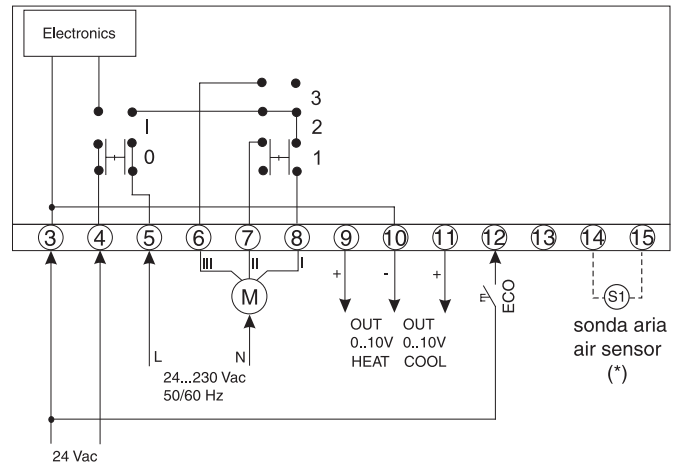 Electronics
3
I
2
0
1
3 4 5 6 7 8 9 10 11 12 13 14 15
III II I
+ - +
M
ECO
S1
OUT OUT
0..10V 0..10V
HEAT COOL
sonda aria
air sensor
(*)
L N
24...230 Vac
50/60 Hz
24 Vac